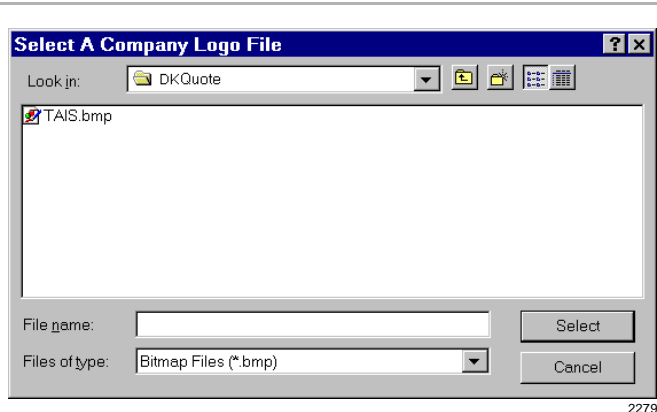 Select A Company Logo File
Look in: DKQuote
TAIS.bmp
File name: Select
Files of type: Bitmap Files (*.bmp) Cancel
2279